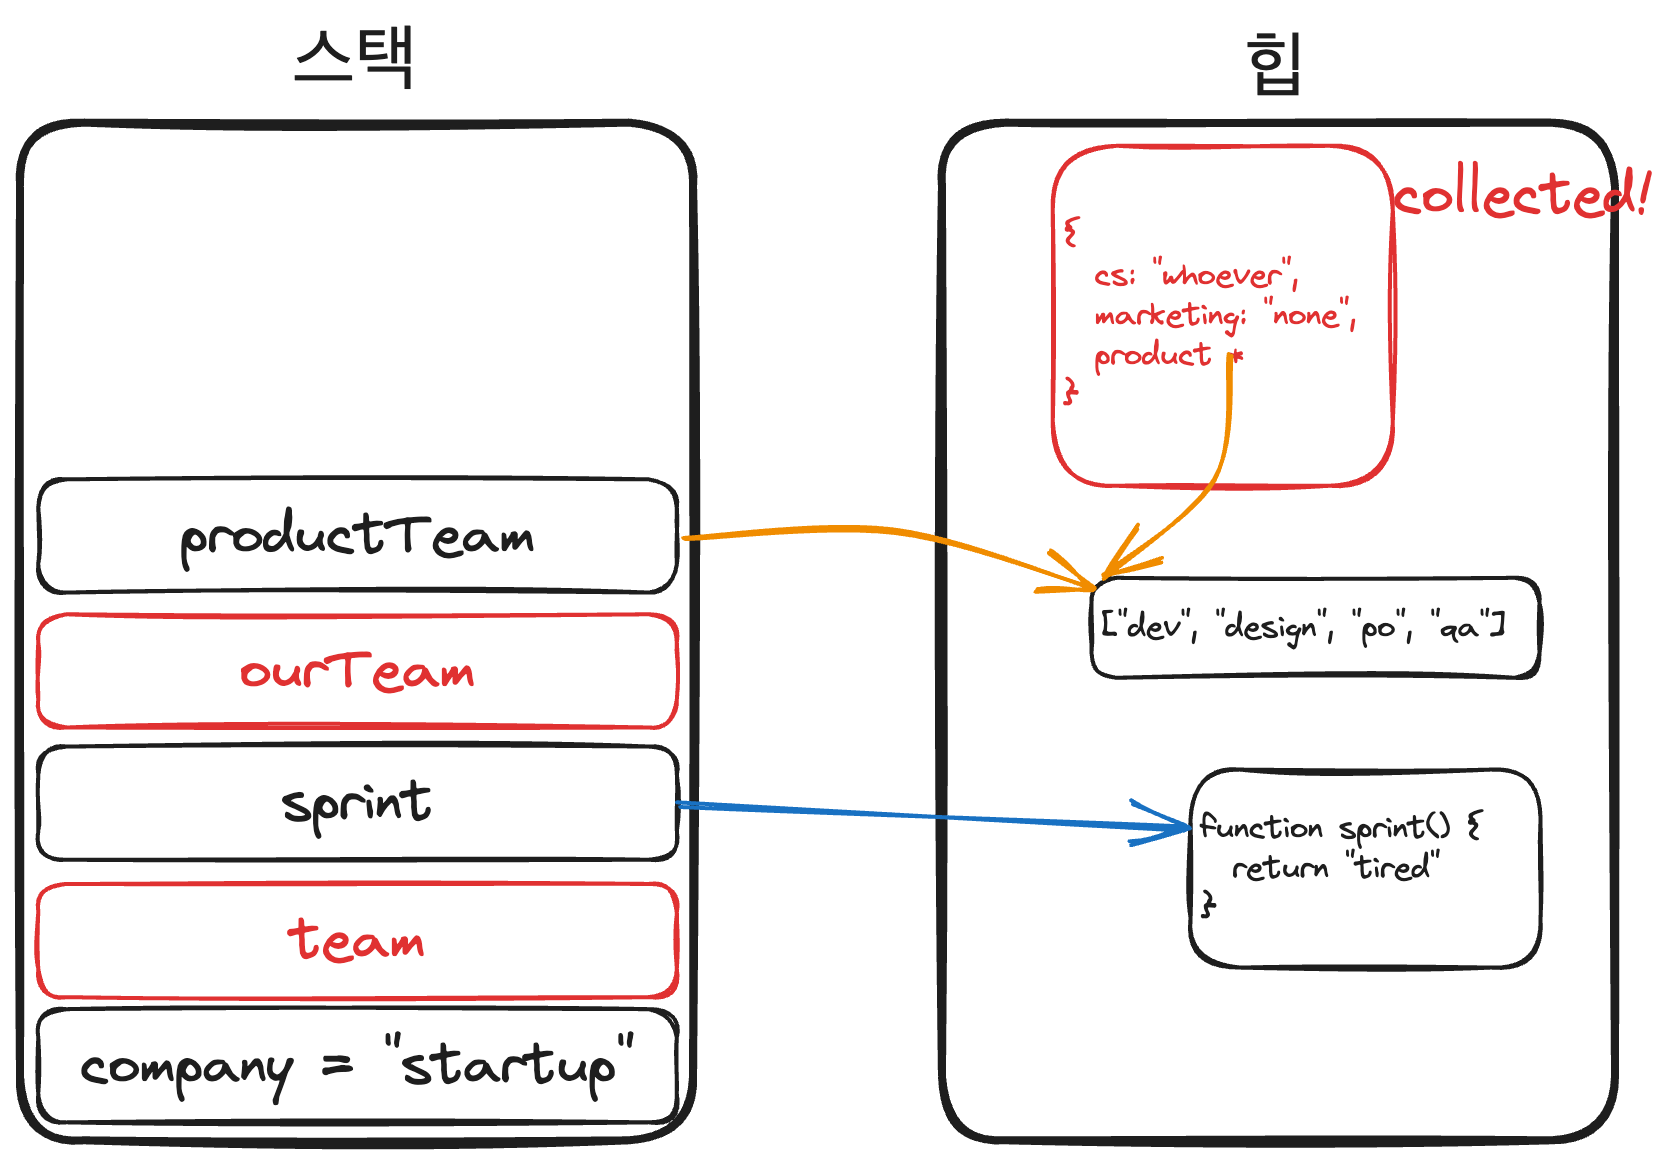 스택
productTeam
ourTeam
sprint
team
company = "startup"
힙
collected!
{
cs: "whoever",
marketing: "none",
product *
}
["dev", "design", "po", "qa"]
function sprint() {
return "tired"
}